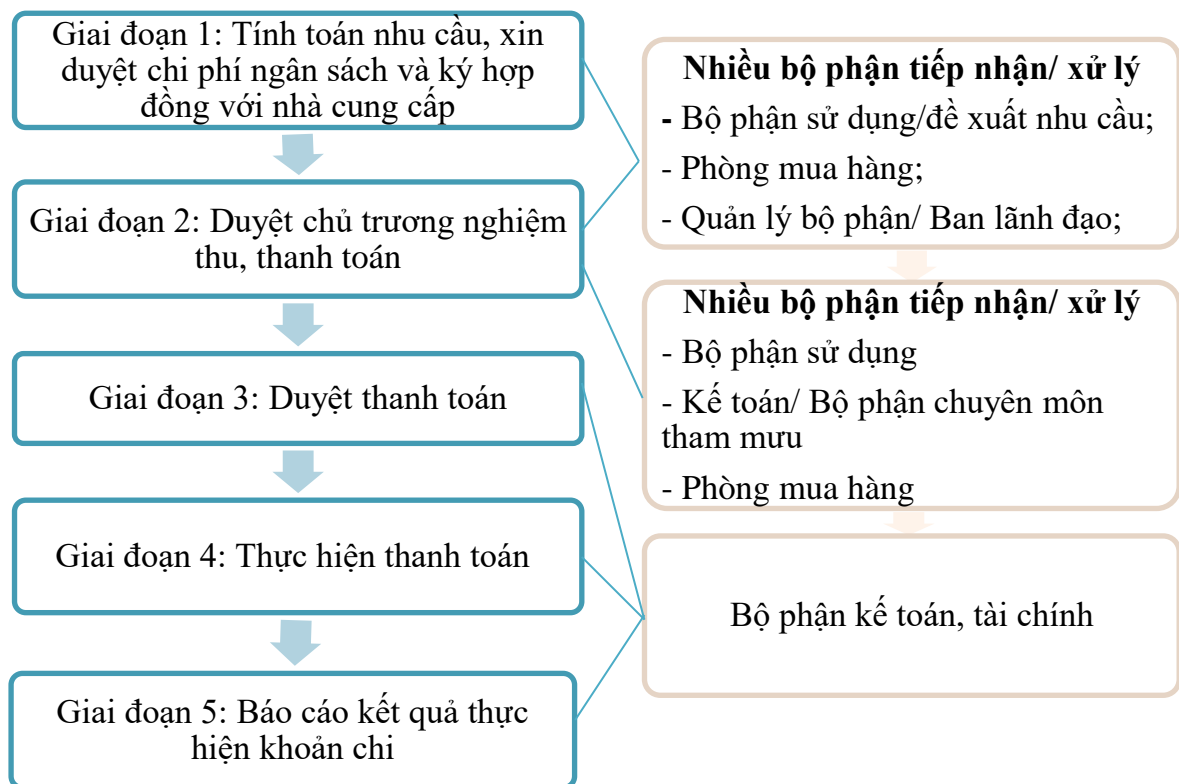 Giai đoạn 1: Tính toán nhu cầu, xin
duyệt chi phí ngân sách và ký hợp
đồng với nhà cung cấp
Giai đoạn 2: Duyệt chủ trương nghiệm
thu, thanh toán
Giai đoạn 3: Duyệt thanh toán
Giai đoạn 4: Thực hiện thanh toán
Giai đoạn 5: Báo cáo kết quả thực
hiện khoản chi
Nhiều bộ phận tiếp nhận/ xử lý
- Bộ phận sử dụng/đề xuất nhu cầu;
- Phòng mua hàng;
- Quản lý bộ phận/ Ban lãnh đạo;
Nhiều bộ phận tiếp nhận/ xử lý
- Bộ phận sử dụng
- Kế toán/ Bộ phận chuyên môn
tham mưu
- Phòng mua hàng
Bộ phận kế toán, tài chính